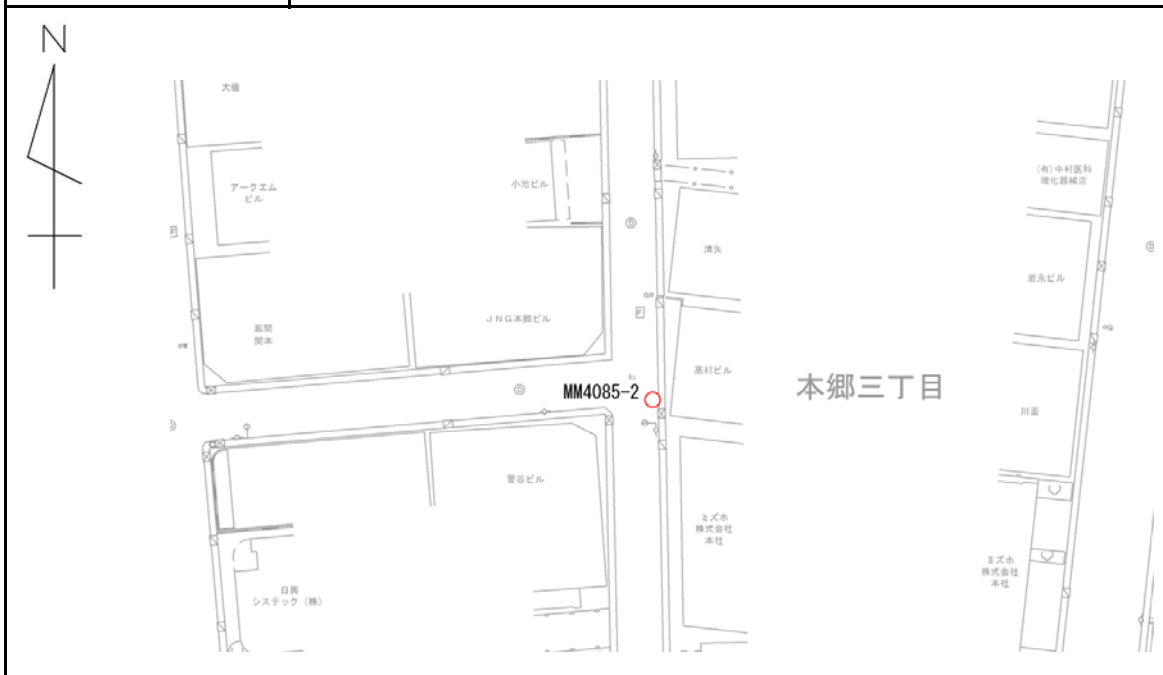 N
大備
アークエム
ビル
小池ビル
(有)中村医科
理化器械店
清矢
岩永ビル
風間
関本
JNG本郷ビル
高村ビル
MM4085-2
本郷三丁目
川面
菅谷ビル
ミズホ
株式会社
本社
ミズホ
株式会社
本社
日興
システック(株)